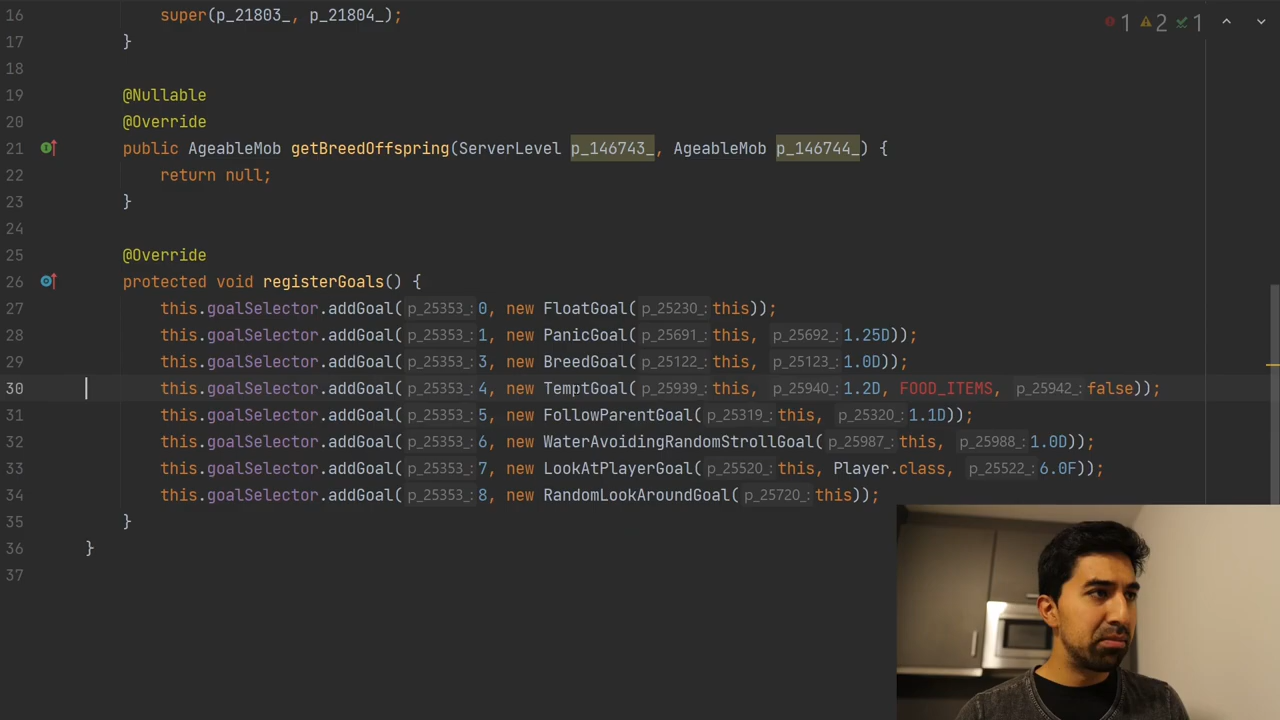 16 super(p_21803_, p_21804_); 1 2 1
17 }
18
19 @Nullable
20 @Override
21 public AgeableMob getBreedOffspring(ServerLevel p_146743_, AgeableMob p_146744_) {
22 return null;
23 }
24
25 @Override
26 protected void registerGoals() {
27 this.goalSelector.addGoal( p_25353_: 0, new FloatGoal( p_25230_: this));
28 this.goalSelector.addGoal( p_25353_: 1, new PanicGoal( p_25691_: this, p_25692_: 1.25D));
29 this.goalSelector.addGoal( p_25353_: 3, new BreedGoal( p_25122_: this, p_25123_: 1.0D));
30 this.goalSelector.addGoal( p_25353_: 4, new TemptGoal( p_25939_: this, p_25940_: 1.2D, FOOD_ITEMS, p_25942_: false));
31 this.goalSelector.addGoal( p_25353_: 5, new FollowParentGoal( p_25319_: this, p_25320_: 1.1D));
32 this.goalSelector.addGoal( p_25353_: 6, new WaterAvoidingRandomStrollGoal( p_25987_: this, p_25988_: 1.0D));
33 this.goalSelector.addGoal( p_25353_: 7, new LookAtPlayerGoal( p_25520_: this, Player.class, p_25522_: 6.0F));
34 this.goalSelector.addGoal( p_25353_: 8, new RandomLookAroundGoal( p_25720_: this));
35 }
36 }
37